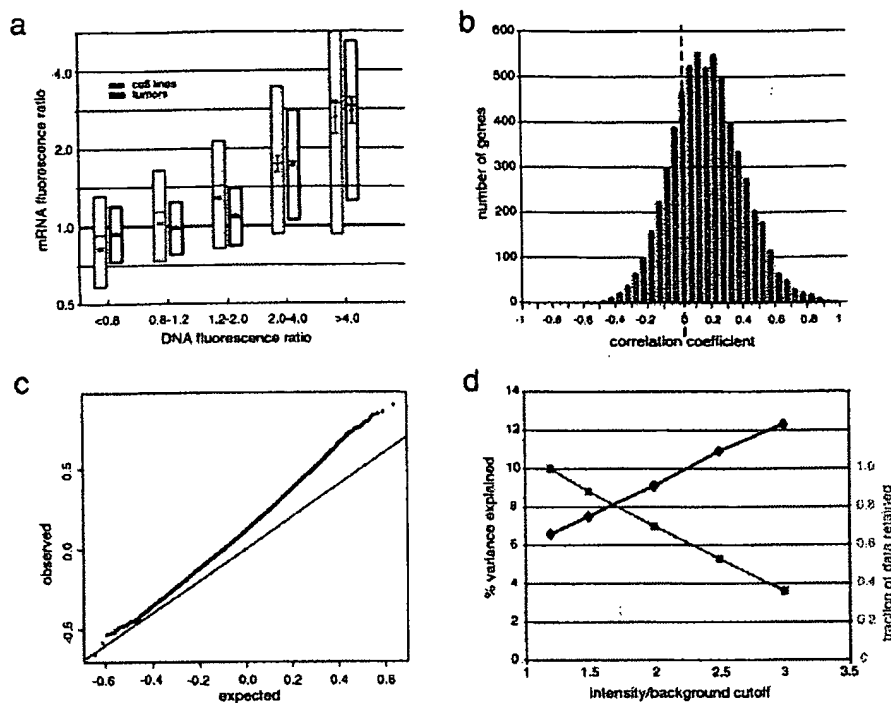 a
mRNA fluorescence ratio
4.0
2.0
1.0
0.5
cell lines
tumors
<0.8
0.8-1.2
1.2-2.0
2.0-4.0
>4.0
DNA fluorescence ratio
b
number of genes
600
500
400
300
200
100
0
-1 -0.8 -0.6 -0.4 -0.2 0 0.2 0.4 0.6 0.8 1
correlation coefficient
c
observed
0.5
0.0
-0.5
-0.6 -0.4 -0.2 0.0 0.2 0.4 0.6
expected
d
% variance explained
14
12
10
8
6
4
2
0
1 1.5 2 2.5 3 3.5
intensity/background cutoff
1.0
0.8
0.6
0.4
0.2
0
fraction of data retained